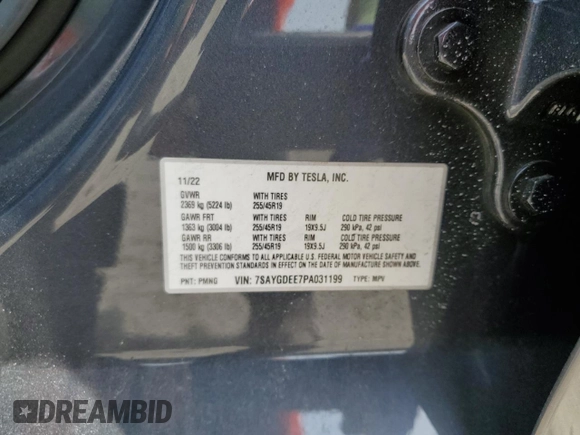 MFD BY TESLA, INC.
11/22
GVWR WITH TIRES
2369 kg (5224 lb) 255/45R19
GAWR FRT WITH TIRES RIM COLD TIRE PRESSURE
1363 kg (3004 lb) 255/45R19 19X9.5J 290 kPa, 42 psi
GAWR RR WITH TIRES RIM COLD TIRE PRESSURE
1500 kg (3306 lb) 255/45R19 19X9.5J 290 kPa, 42 psi
THIS VEHICLE CONFORMS TO ALL APPLICABLE U.S. FEDERAL MOTOR VEHICLE SAFETY AND
THEFT PREVENTION STANDARDS IN EFFECT ON THE DATE OF MANUFACTURE SHOWN ABOVE.
PNT: PMNG VIN: 7SAYGDEE7PA031199 TYPE: MPV
DREAMBID